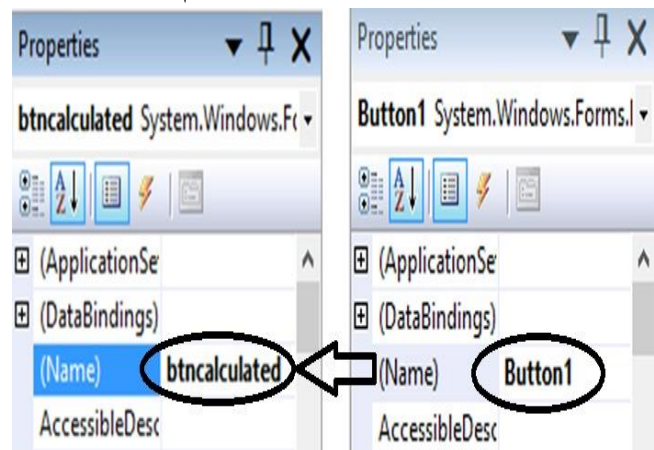 Properties
btncalculated System.Windows.Fo
A
Z
(ApplicationSe
(DataBindings)
(Name) btncalculated
AccessibleDesc
Properties
Button1 System.Windows.Forms.l
A
Z
(ApplicationSe
(DataBindings)
(Name) Button1
AccessibleDesc